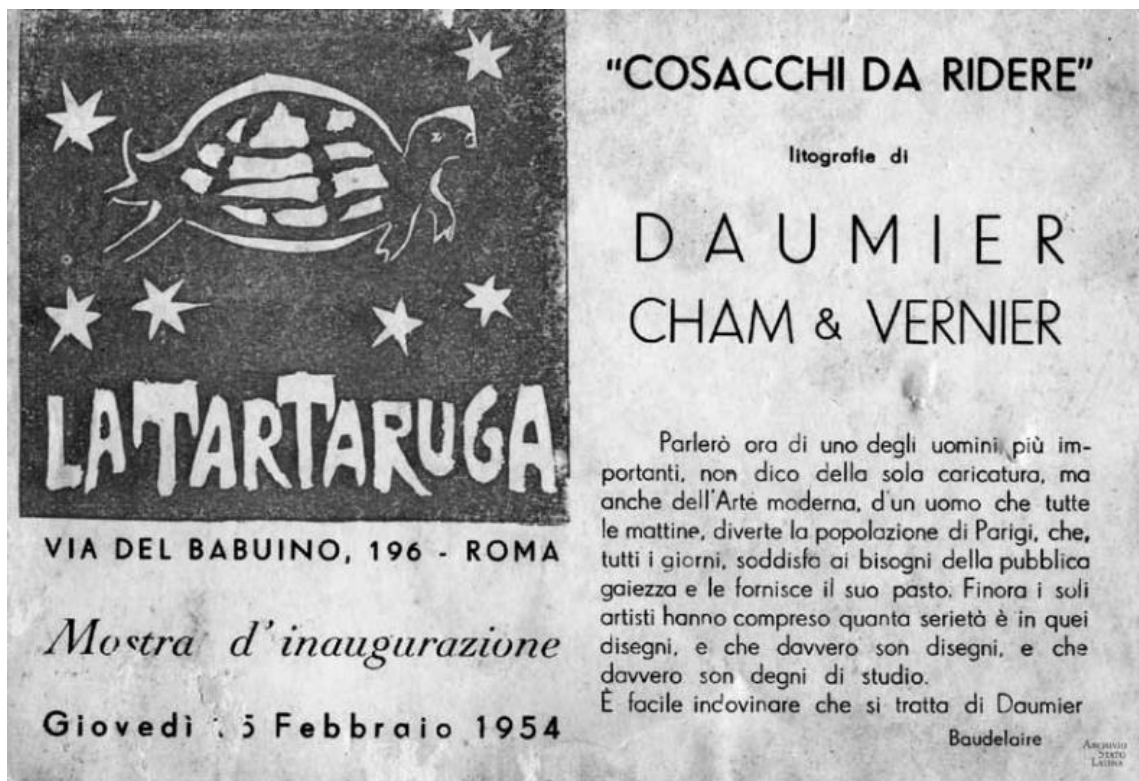 LA TARTARUGA
VIA DEL BABUINO, 196 - ROMA
Mostra d'inaugurazione
Giovedì 5 Febbraio 1954
"COSACCHI DA RIDERE"
litografie di
DAUMIER
CHAM & VERNIER
Parlerò ora di uno degli uomini più im-
portanti, non dico della sola caricatura, ma
anche dell'Arte moderna, d'un uomo che tutte
le mattine, diverte la popolazione di Parigi, che,
tutti i giorni, soddisfa ai bisogni della pubblica
gaiezza e le fornisce il suo pasto. Finora i soli
artisti hanno compreso quanta serietà è in quei
disegni, e che davvero son disegni, e che
davvero son degni di studio.
È facile indovinare che si tratta di Daumier
Baudelaire
ARCHIVIO
STATO
LATINA